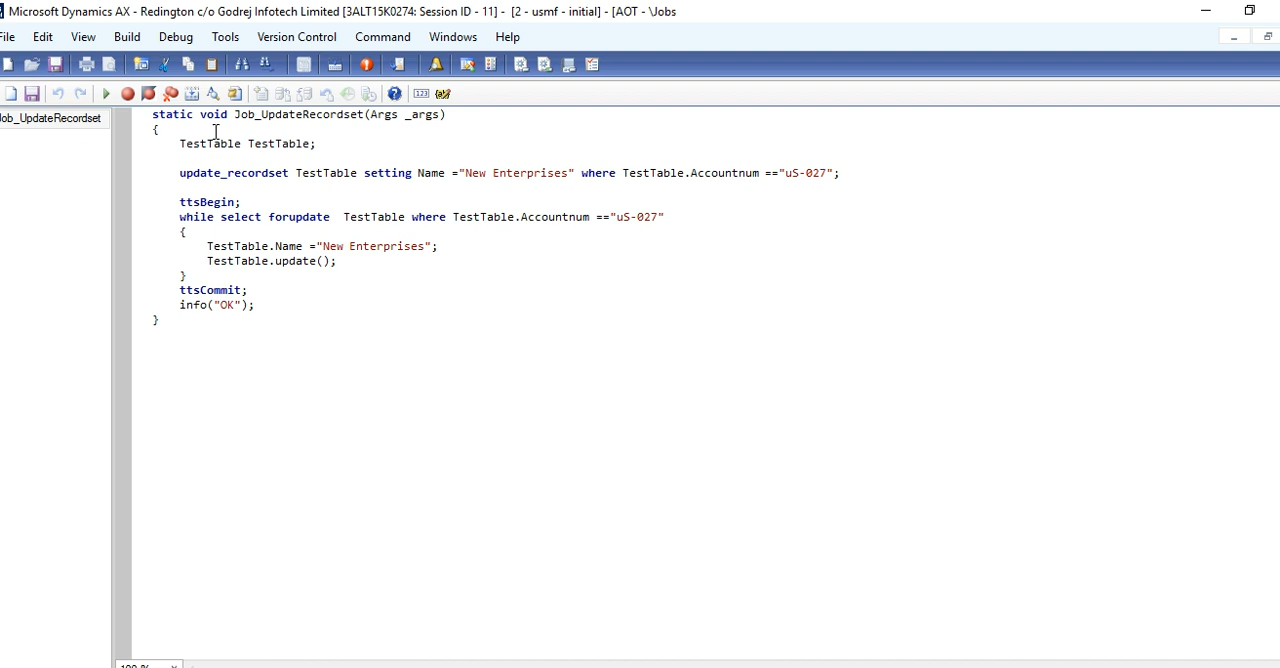 Microsoft Dynamics AX - Redington c/o Godrej Infotech Limited [3ALT15K0274: Session ID - 11] - [2 - usmf - initial] - [AOT - \Jobs
File Edit View Build Debug Tools Version Control Command Windows Help
Job_UpdateRecordset
static void Job_UpdateRecordset(Args _args)
{
TestTable TestTable;
update_recordset TestTable setting Name ="New Enterprises" where TestTable.Accountnum =="uS-027";
ttsBegin;
while select forupdate TestTable where TestTable.Accountnum =="uS-027"
{
TestTable.Name ="New Enterprises";
TestTable.update();
}
ttsCommit;
info("OK");
}